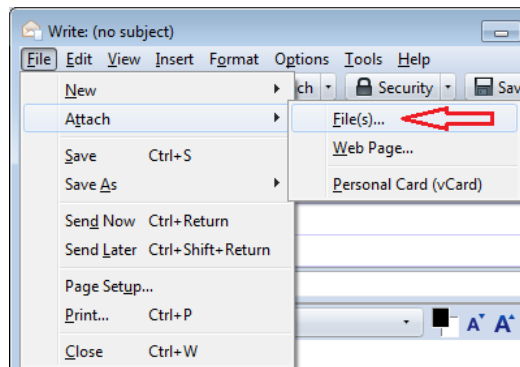 Write: (no subject)
File Edit View Insert Format Options Tools Help
New ch Security Sav
Attach File(s)...
Web Page...
Save Ctrl+S
Save As Personal Card (vCard)
Send Now Ctrl+Return
Send Later Ctrl+Shift+Return
Page Setup...
Print... Ctrl+P A A
Close Ctrl+W